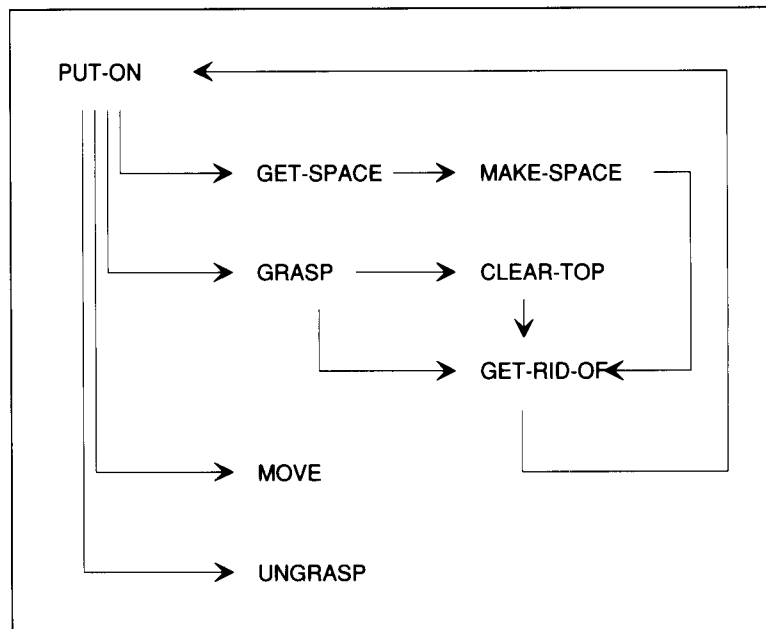 PUT-ON
GET-SPACE MAKE-SPACE
GRASP CLEAR-TOP
GET-RID-OF
MOVE
UNGRASP